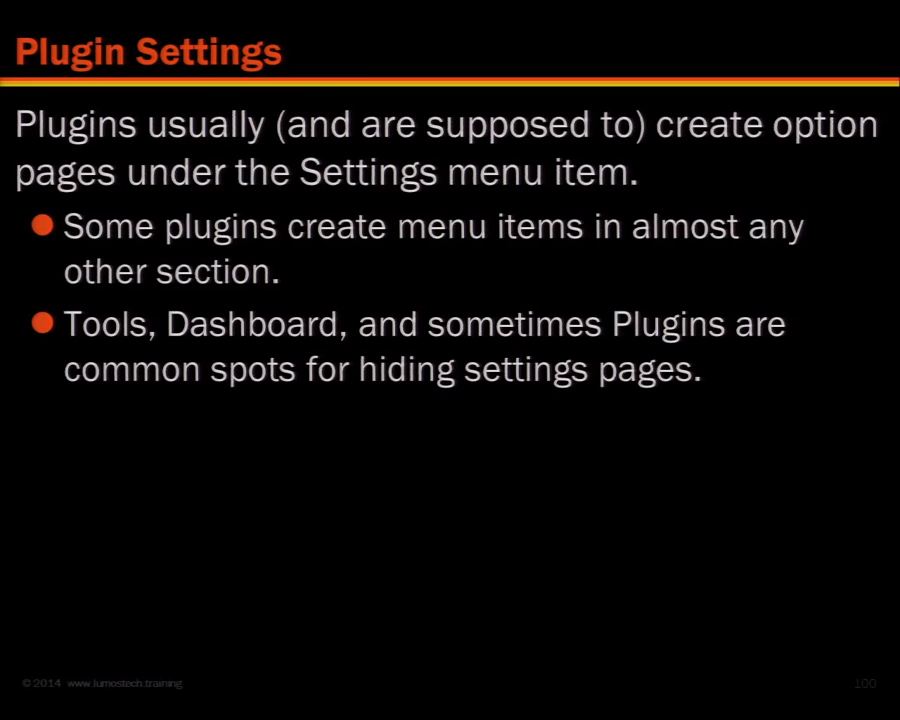 Plugin Settings
Plugins usually (and are supposed to) create option
pages under the Settings menu item.
Some plugins create menu items in almost any
other section.
Tools, Dashboard, and sometimes Plugins are
common spots for hiding settings pages.
© 2014 www.lumostech.training
100